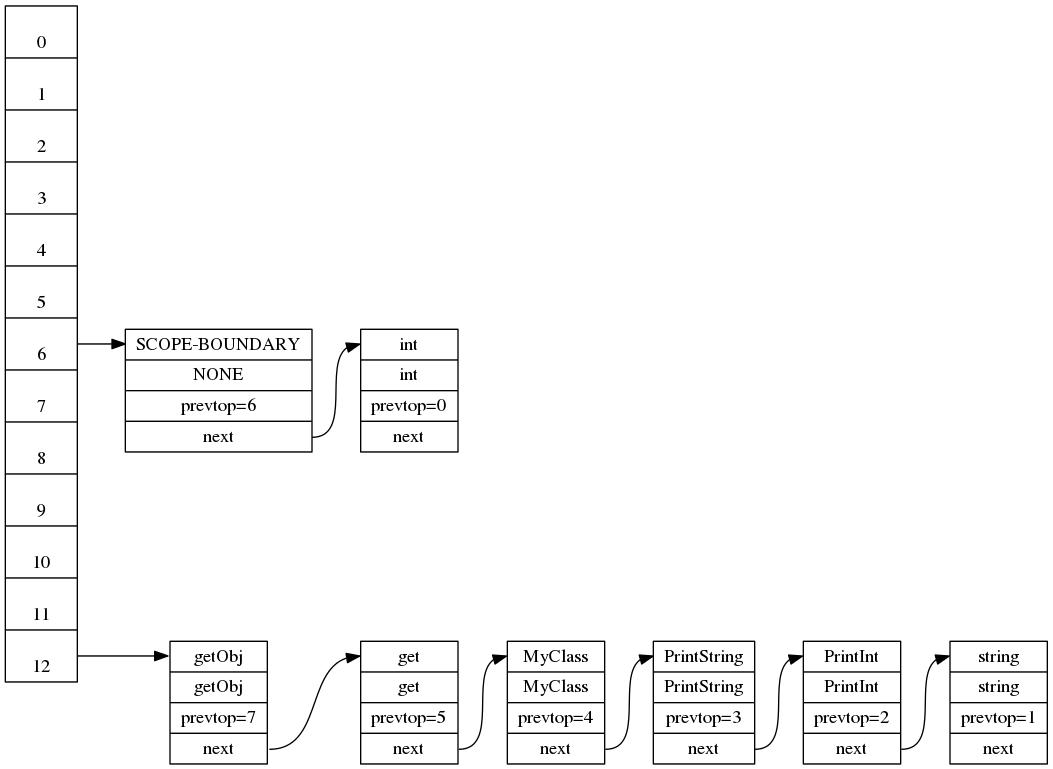 0
1
2
3
4
5
6
7
8
9
10
11
12
SCOPE-BOUNDARY
NONE
prevtop=6
next
int
int
prevtop=0
next
getObj
getObj
prevtop=7
next
get
get
prevtop=5
next
MyClass
MyClass
prevtop=4
next
PrintString
PrintString
prevtop=3
next
PrintInt
PrintInt
prevtop=2
next
string
string
prevtop=1
next